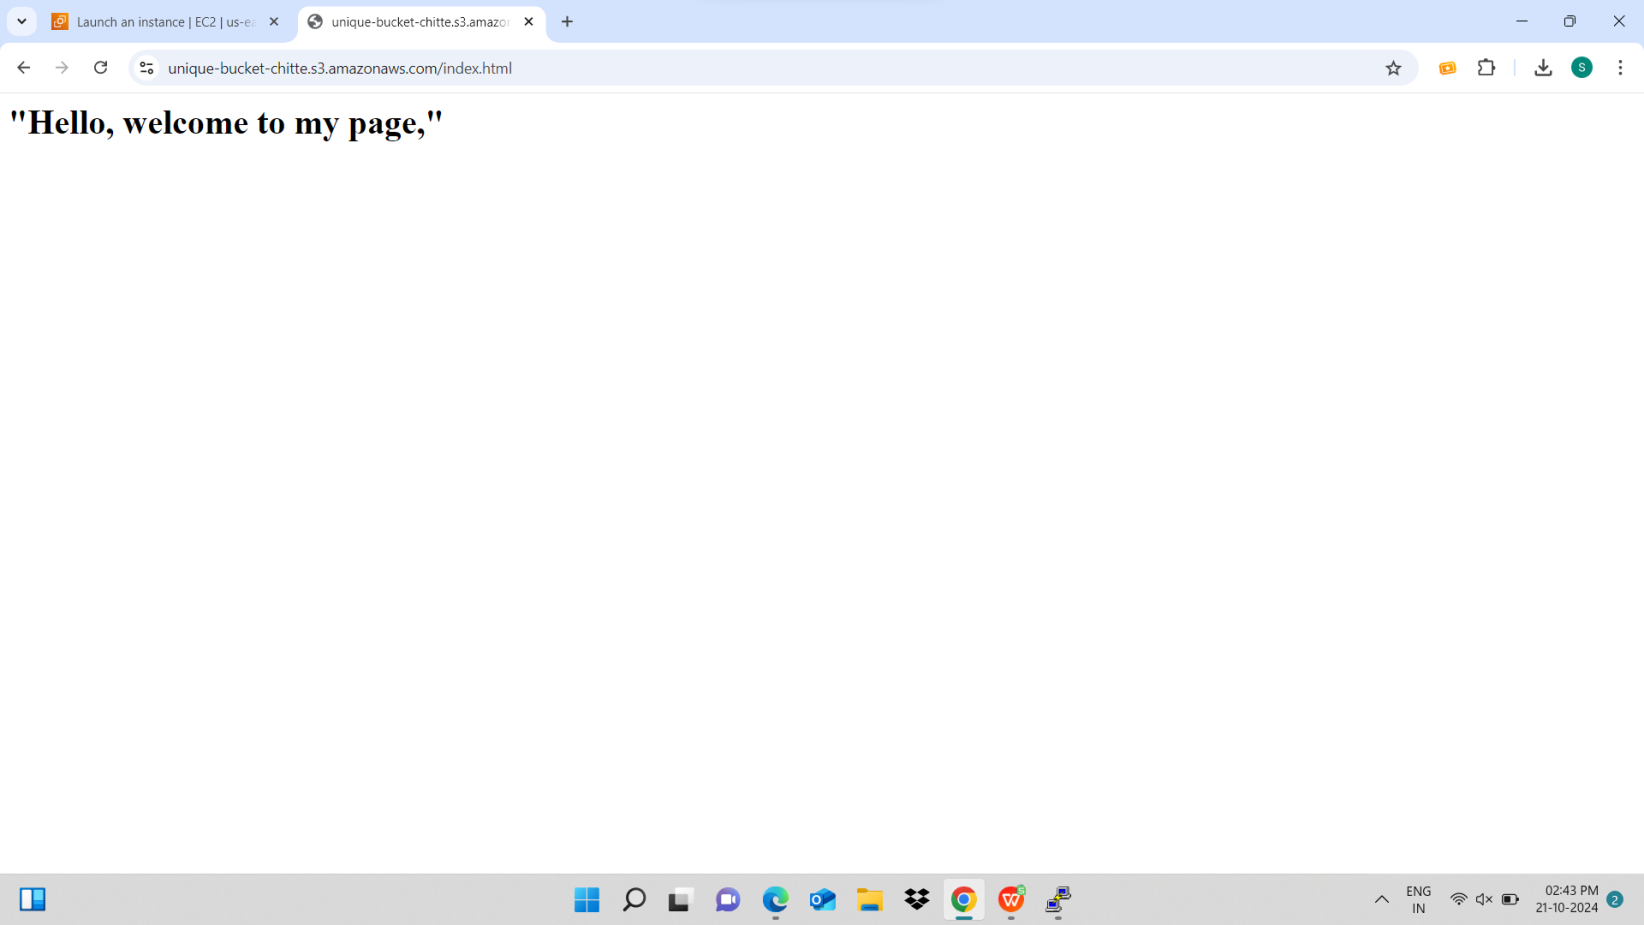 Launch an instance | EC2 | us-ea
unique-bucket-chitte.s3.amazo
unique-bucket-chitte.s3.amazonaws.com/index.html
S
"Hello, welcome to my page,"
ENG
IN
02:43 PM
21-10-2024
2